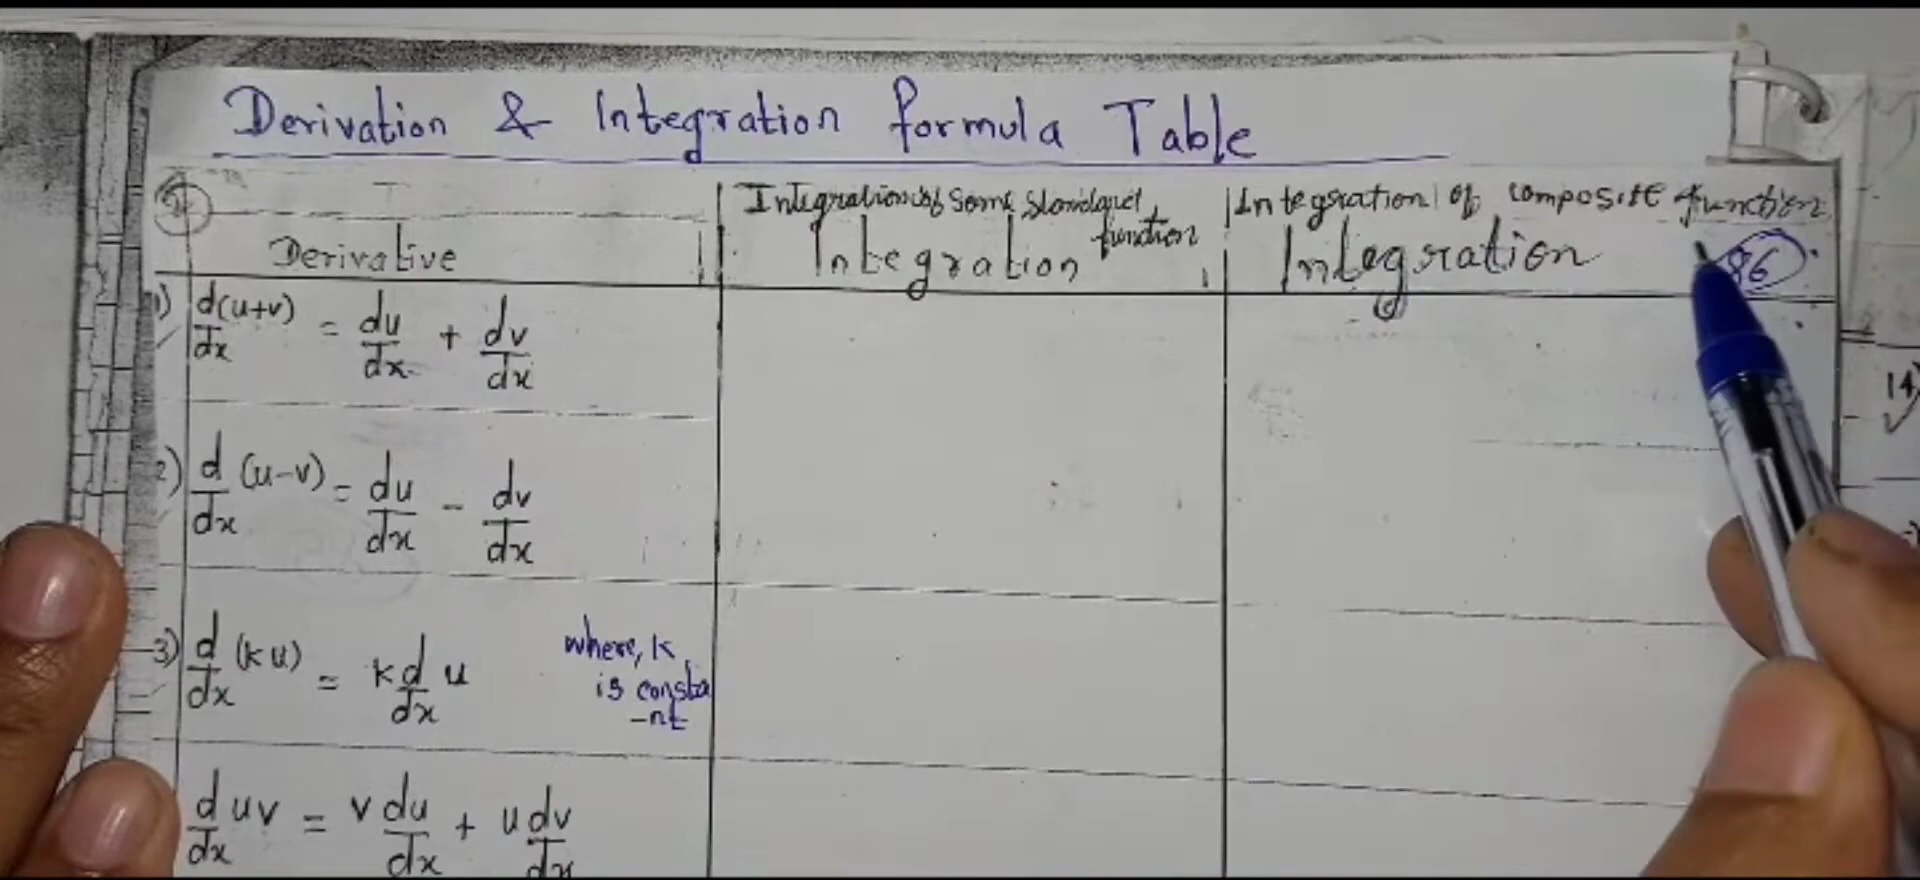 Derivation & Integration formula Table
Integration of some standard function
Integration of composite function
Derivative
Integration
Integration
86
1) d(u+v)/dx = du/dx + dv/dx
2) d/dx (u-v) = du/dx - dv/dx
3) d/dx (ku) = k d/dx u
where, k
is consta
-nt
d/dx uv = v du/dx + u dv/dx
14)